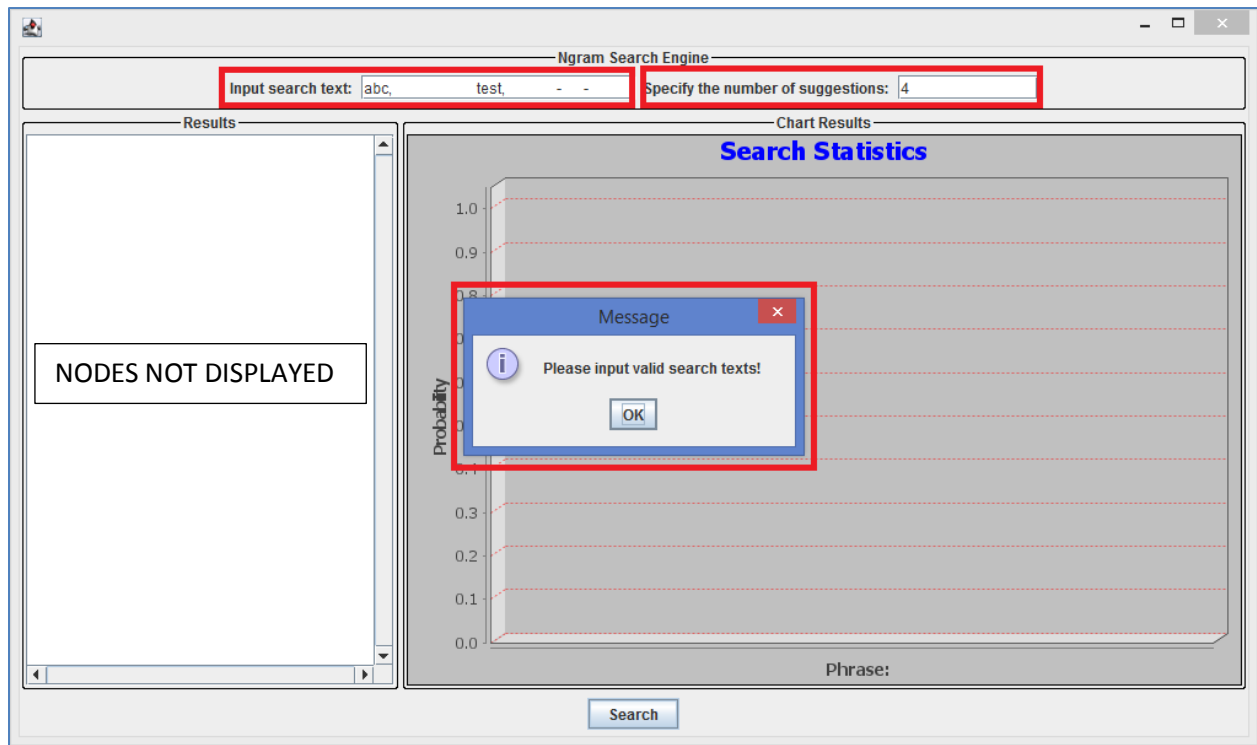 Ngram Search Engine
Input search text: abc, test, - - Specify the number of suggestions: 4
Results
Chart Results
NODES NOT DISPLAYED
Search Statistics
1.0
0.9
0.8
Message
Please input valid search texts!
OK
0.3
0.2
0.1
0.0
Probability
Phrase:
Search